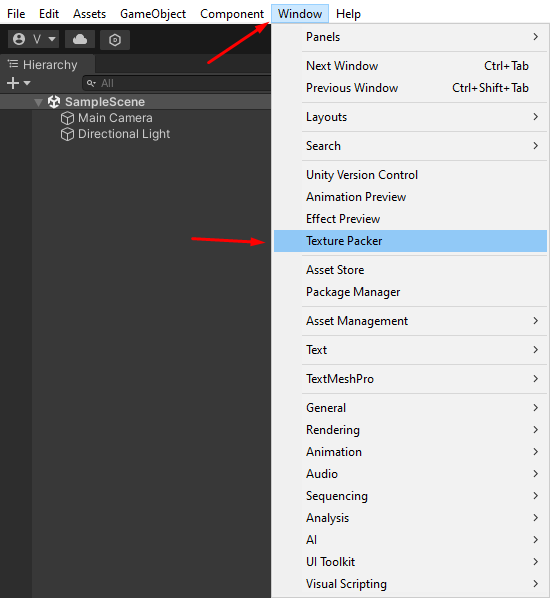 File Edit Assets GameObject Component Window Help
V
Hierarchy
All
SampleScene
Main Camera
Directional Light
Panels
Next Window Ctrl+Tab
Previous Window Ctrl+Shift+Tab
Layouts
Search
Unity Version Control
Animation Preview
Effect Preview
Texture Packer
Asset Store
Package Manager
Asset Management
Text
TextMeshPro
General
Rendering
Animation
Audio
Sequencing
Analysis
AI
UI Toolkit
Visual Scripting